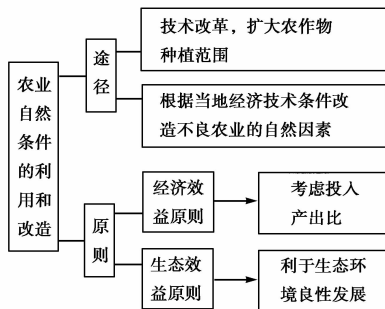 技术改革，扩大农作物
种植范围
途
径
根据当地经济技术条件改
造不良农业的自然因素
农业
自然
条件
的利
用和
改造
原
则
经济效
益原则
考虑投入
产出比
生态效
益原则
利于生态环
境良性发展